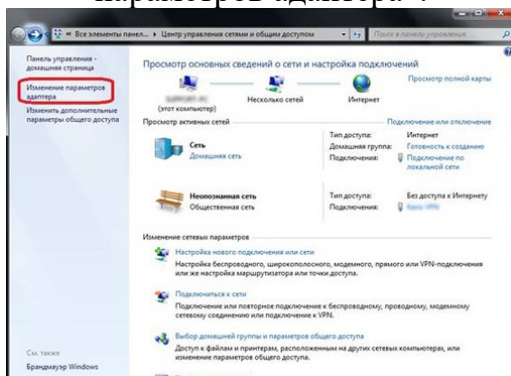 параметров адаптера".
« Все элементы панел... ▸ Центр управления сетями и общим доступом
Поиск в панели управления
Панель управления -
домашняя страница
Изменение параметров
адаптера
Изменить дополнительные
параметры общего доступа
См. также
Брандмауэр Windows
Просмотр основных сведений о сети и настройка подключений
Просмотр полной карты
(этот компьютер)
Несколько сетей
Интернет
Просмотр активных сетей
Подключение или отключение
Сеть
Домашняя сеть
Тип доступа: Интернет
Домашняя группа: Готовность к созданию
Подключения: Подключение по
локальной сети
Неопознанная сеть
Общественная сеть
Тип доступа: Без доступа к Интернету
Подключения:
Изменение сетевых параметров
Настройка нового подключения или сети
Настройка беспроводного, широкополосного, модемного, прямого или VPN-подключения
или же настройка маршрутизатора или точки доступа.
Подключиться к сети
Подключение или повторное подключение к беспроводному, проводному, модемному
сетевому соединению или подключение к VPN.
Выбор домашней группы и параметров общего доступа
Доступ к файлам и принтерам, расположенным на других сетевых компьютерах, или
изменение параметров общего доступа.